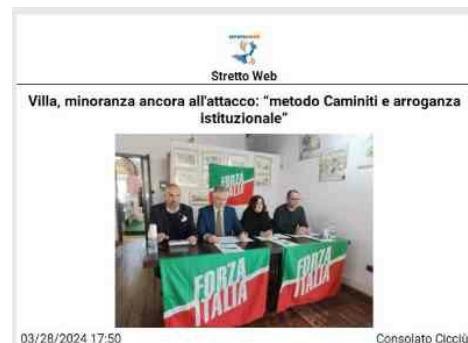 Stretto Web
Villa, minoranza ancora all'attacco: “metodo Caminiti e arroganza
istituzionale”
FORZA
ITALIA
FORZA
ITALIA
FORZA
ITALIA
03/28/2024 17:50
Consolato Cicciù